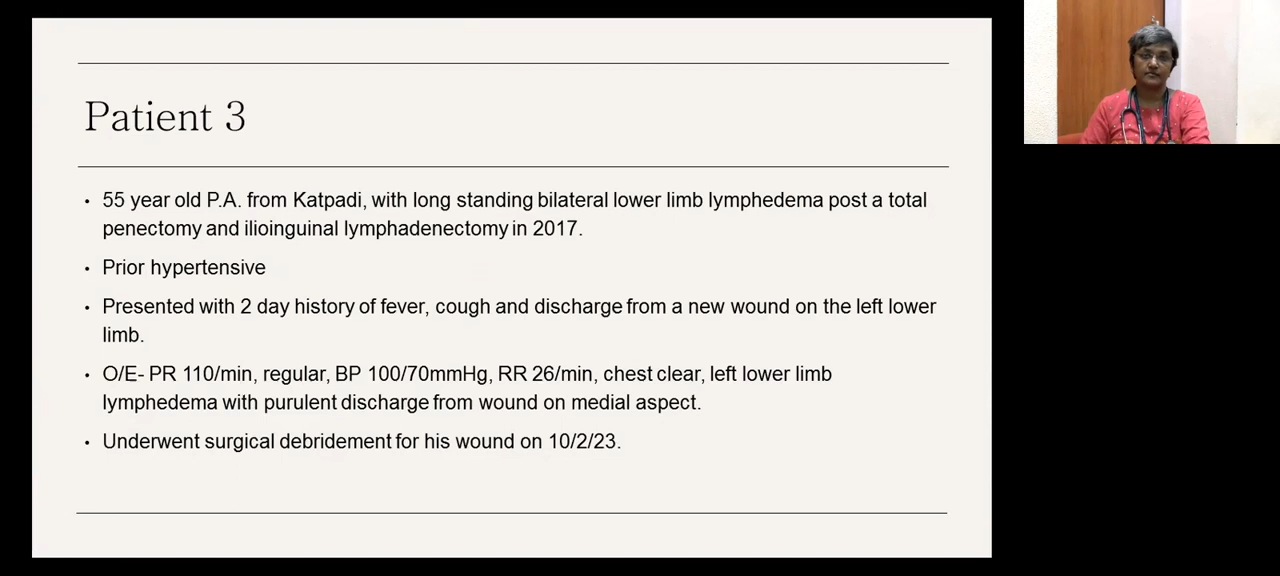 Patient 3
• 55 year old P.A. from Katpadi, with long standing bilateral lower limb lymphedema post a total
penectomy and ilioinguinal lymphadenectomy in 2017.
• Prior hypertensive
• Presented with 2 day history of fever, cough and discharge from a new wound on the left lower
limb.
• O/E- PR 110/min, regular, BP 100/70mmHg, RR 26/min, chest clear, left lower limb
lymphedema with purulent discharge from wound on medial aspect.
• Underwent surgical debridement for his wound on 10/2/23.